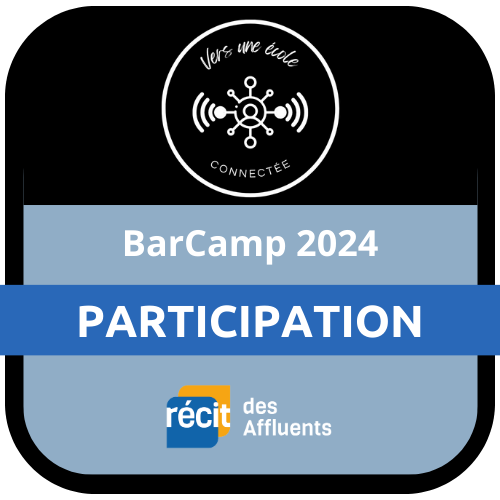 Vers une école
CONNECTÉE
BarCamp 2024
PARTICIPATION
récit des
Affluents